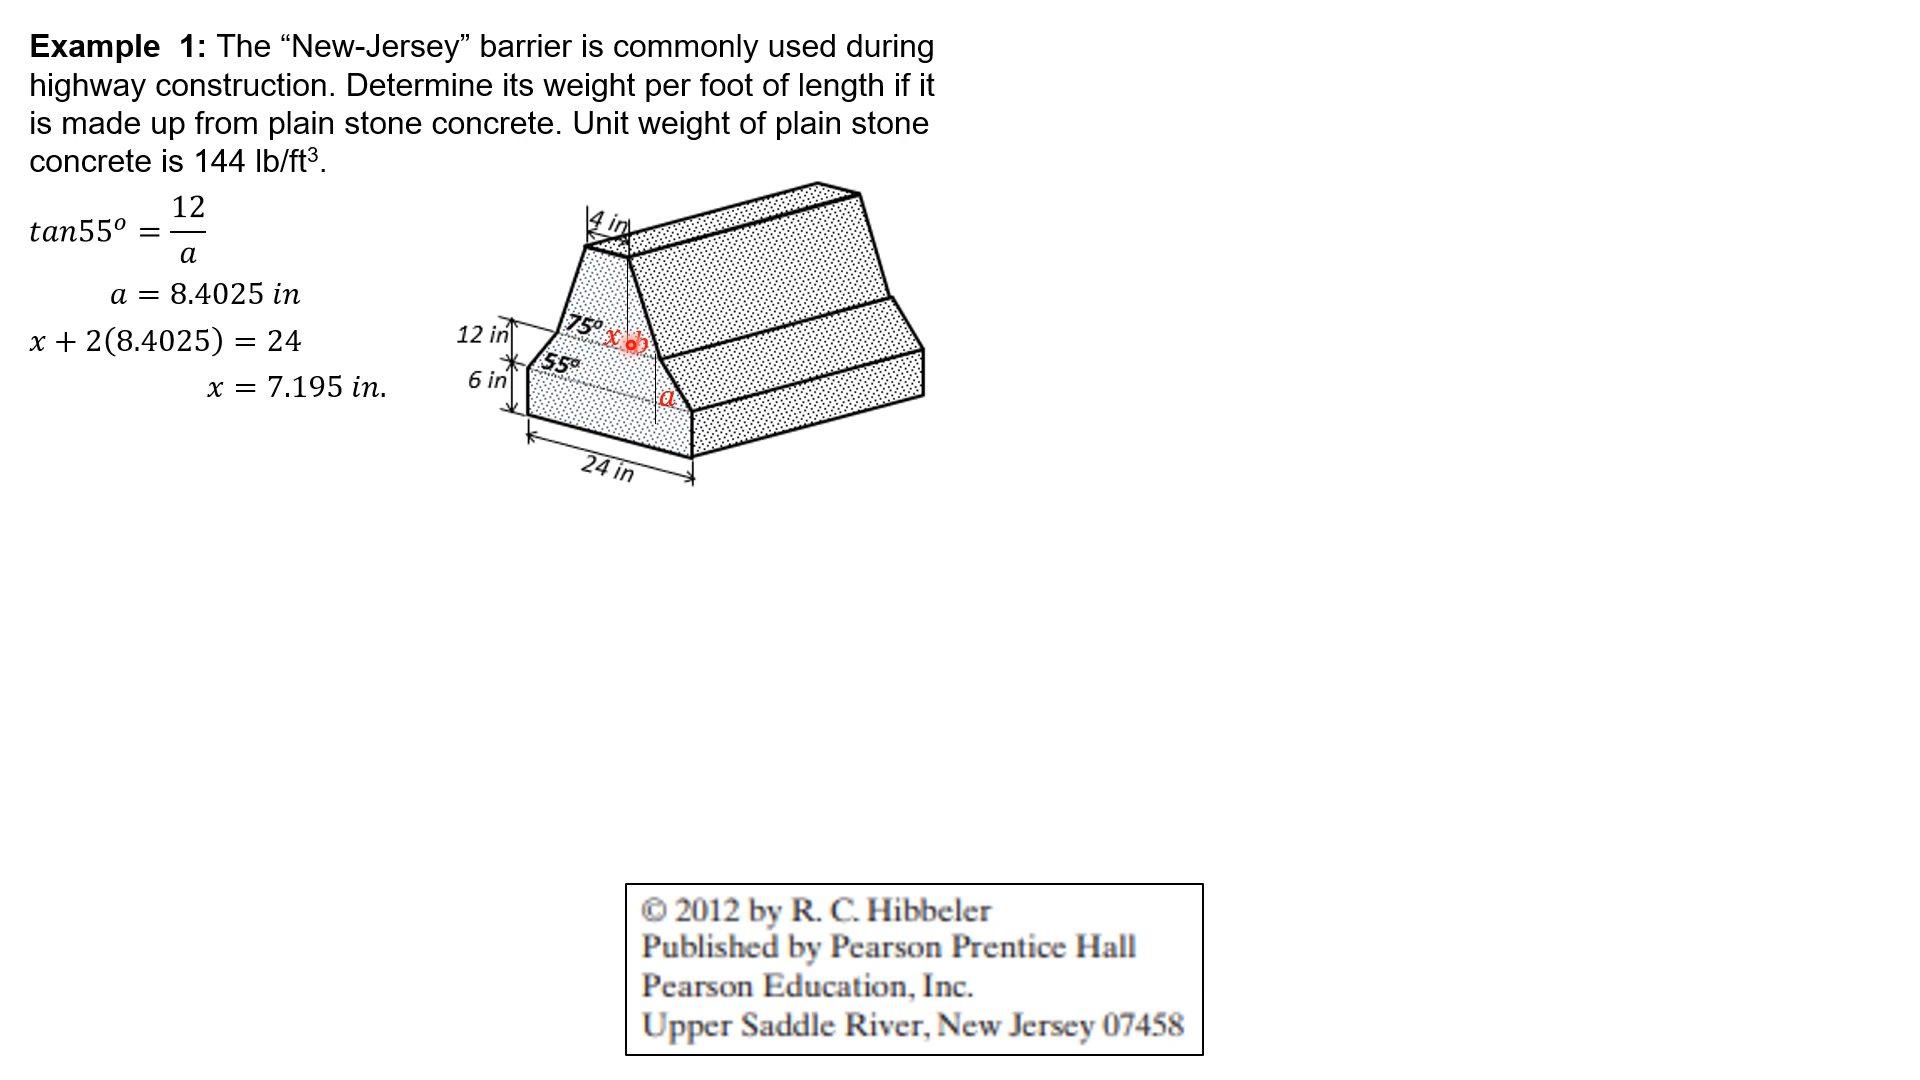 Example 1: The “New-Jersey” barrier is commonly used during
highway construction. Determine its weight per foot of length if it
is made up from plain stone concrete. Unit weight of plain stone
concrete is 144 lb/ft³.
tan55ᵒ = 12/a
a = 8.4025 in
x + 2(8.4025) = 24
x = 7.195 in.
4 in
75º
x
b
12 in
55º
6 in
a
24 in
© 2012 by R. C. Hibbeler
Published by Pearson Prentice Hall
Pearson Education, Inc.
Upper Saddle River, New Jersey 07458